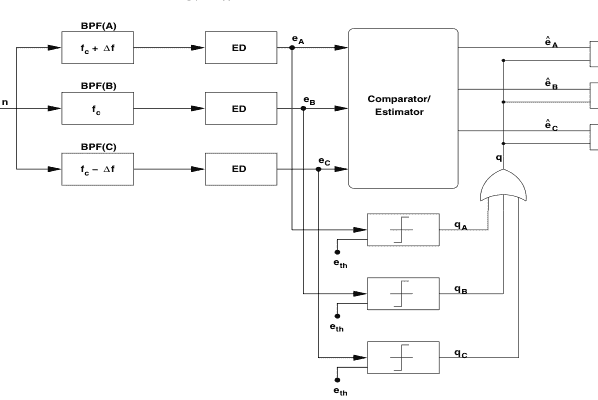 BPF(A)
f_c + Δf
ED
e_A
ê_A
BPF(B)
n
f_c
ED
e_B
Comparator/
Estimator
ê_B
BPF(C)
f_c − Δf
ED
e_C
ê_C
q
q_A
e_th
q_B
e_th
q_C
e_th